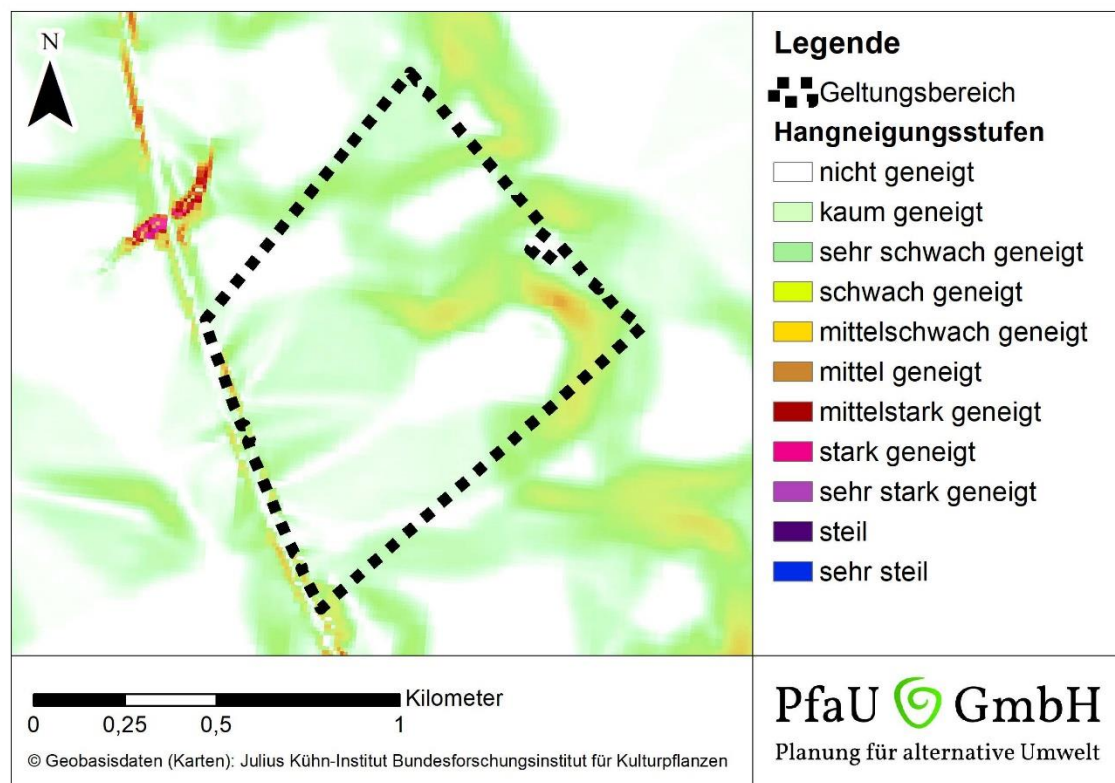 N
Legende
Geltungsbereich
Hangneigungsstufen
nicht geneigt
kaum geneigt
sehr schwach geneigt
schwach geneigt
mittelschwach geneigt
mittel geneigt
mittelstark geneigt
stark geneigt
sehr stark geneigt
steil
sehr steil
Kilometer
0 0,25 0,5 1
© Geobasisdaten (Karten): Julius Kühn-Institut Bundesforschungsinstitut für Kulturpflanzen
PfaU GmbH
Planung für alternative Umwelt